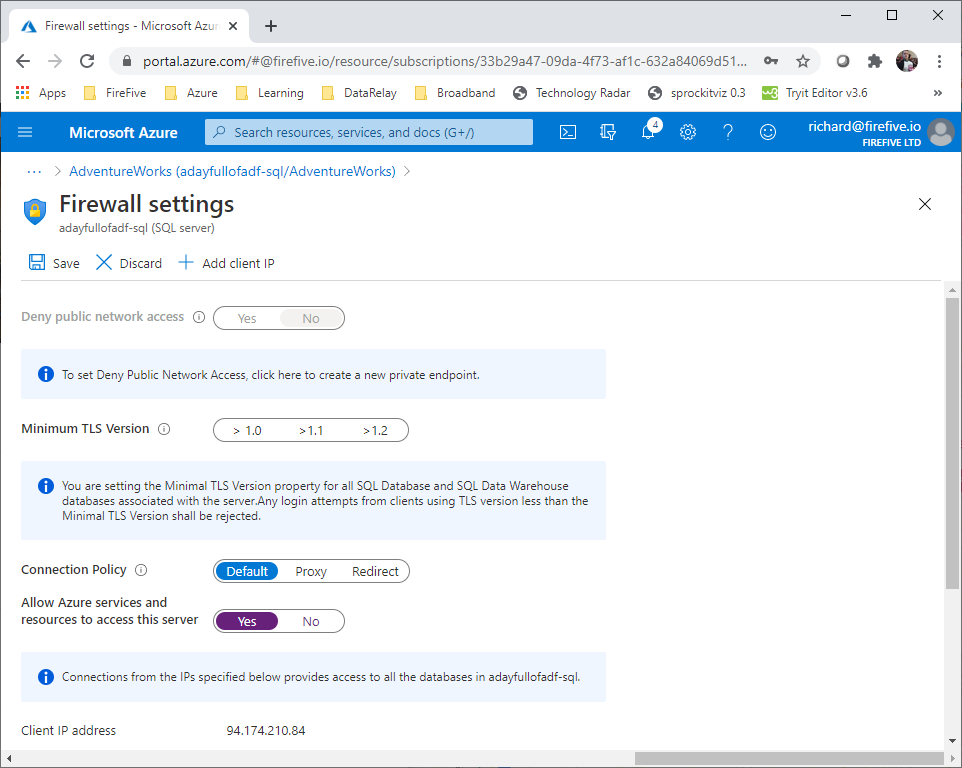 Firewall settings - Microsoft Azur
portal.azure.com/#@firefive.io/resource/subscriptions/33b29a47-09da-4f73-af1c-632a84069d51...
Apps FireFive Azure Learning DataRelay Broadband Technology Radar sprockitviz 0.3 w3 Tryit Editor v3.6 »
Microsoft Azure Search resources, services, and docs (G+/) 4 richard@firefive.io
FIREFIVE LTD
... > AdventureWorks (adayfullofadf-sql/AdventureWorks) >
Firewall settings
adayfullofadf-sql (SQL server)
Save Discard Add client IP
Deny public network access Yes No
To set Deny Public Network Access, click here to create a new private endpoint.
Minimum TLS Version > 1.0 >1.1 >1.2
You are setting the Minimal TLS Version property for all SQL Database and SQL Data Warehouse
databases associated with the server.Any login attempts from clients using TLS version less than the
Minimal TLS Version shall be rejected.
Connection Policy Default Proxy Redirect
Allow Azure services and
resources to access this server Yes No
Connections from the IPs specified below provides access to all the databases in adayfullofadf-sql.
Client IP address 94.174.210.84